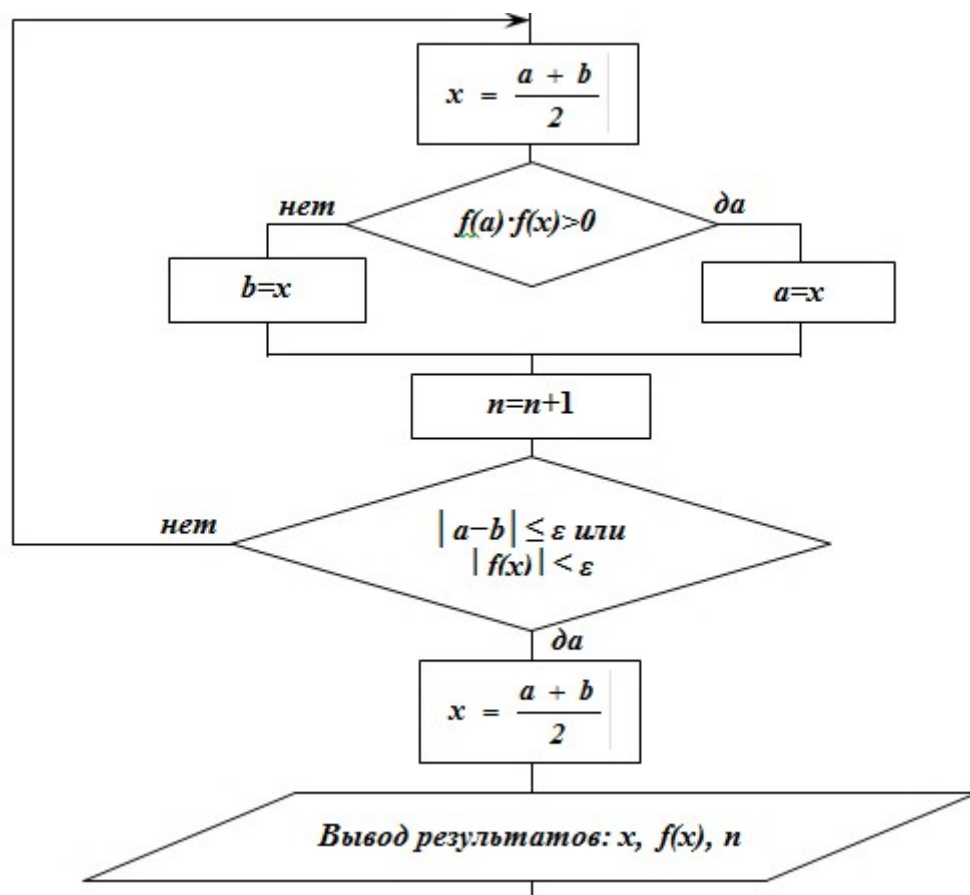 x = (a + b)/2
нет
да
f(a)·f(x)>0
b=x
a=x
n=n+1
нет
|a−b| ≤ ε или
|f(x)| < ε
да
x = (a + b)/2
Вывод результатов: x, f(x), n